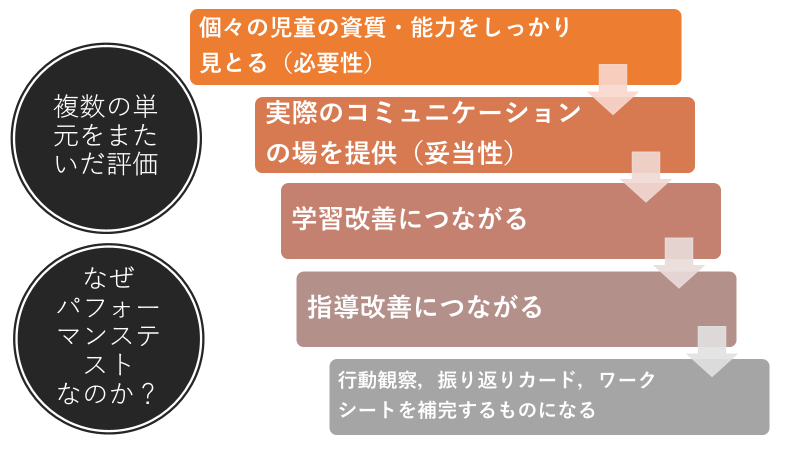 複数の単
元をまた
いだ評価
なぜ
パフォー
マンステ
スト
なのか？
個々の児童の資質・能力をしっかり
見とる（必要性）
実際のコミュニケーション
の場を提供（妥当性）
学習改善につながる
指導改善につながる
行動観察，振り返りカード，ワーク
シートを補完するものになる